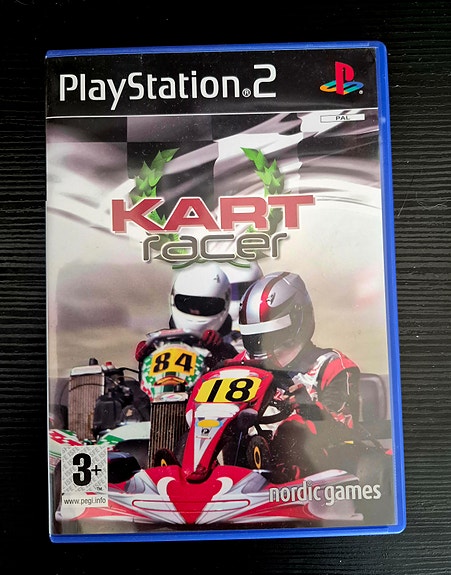 PlayStation®2
PAL
KART
racer
84
18
3+
www.pegi.info
nordic games